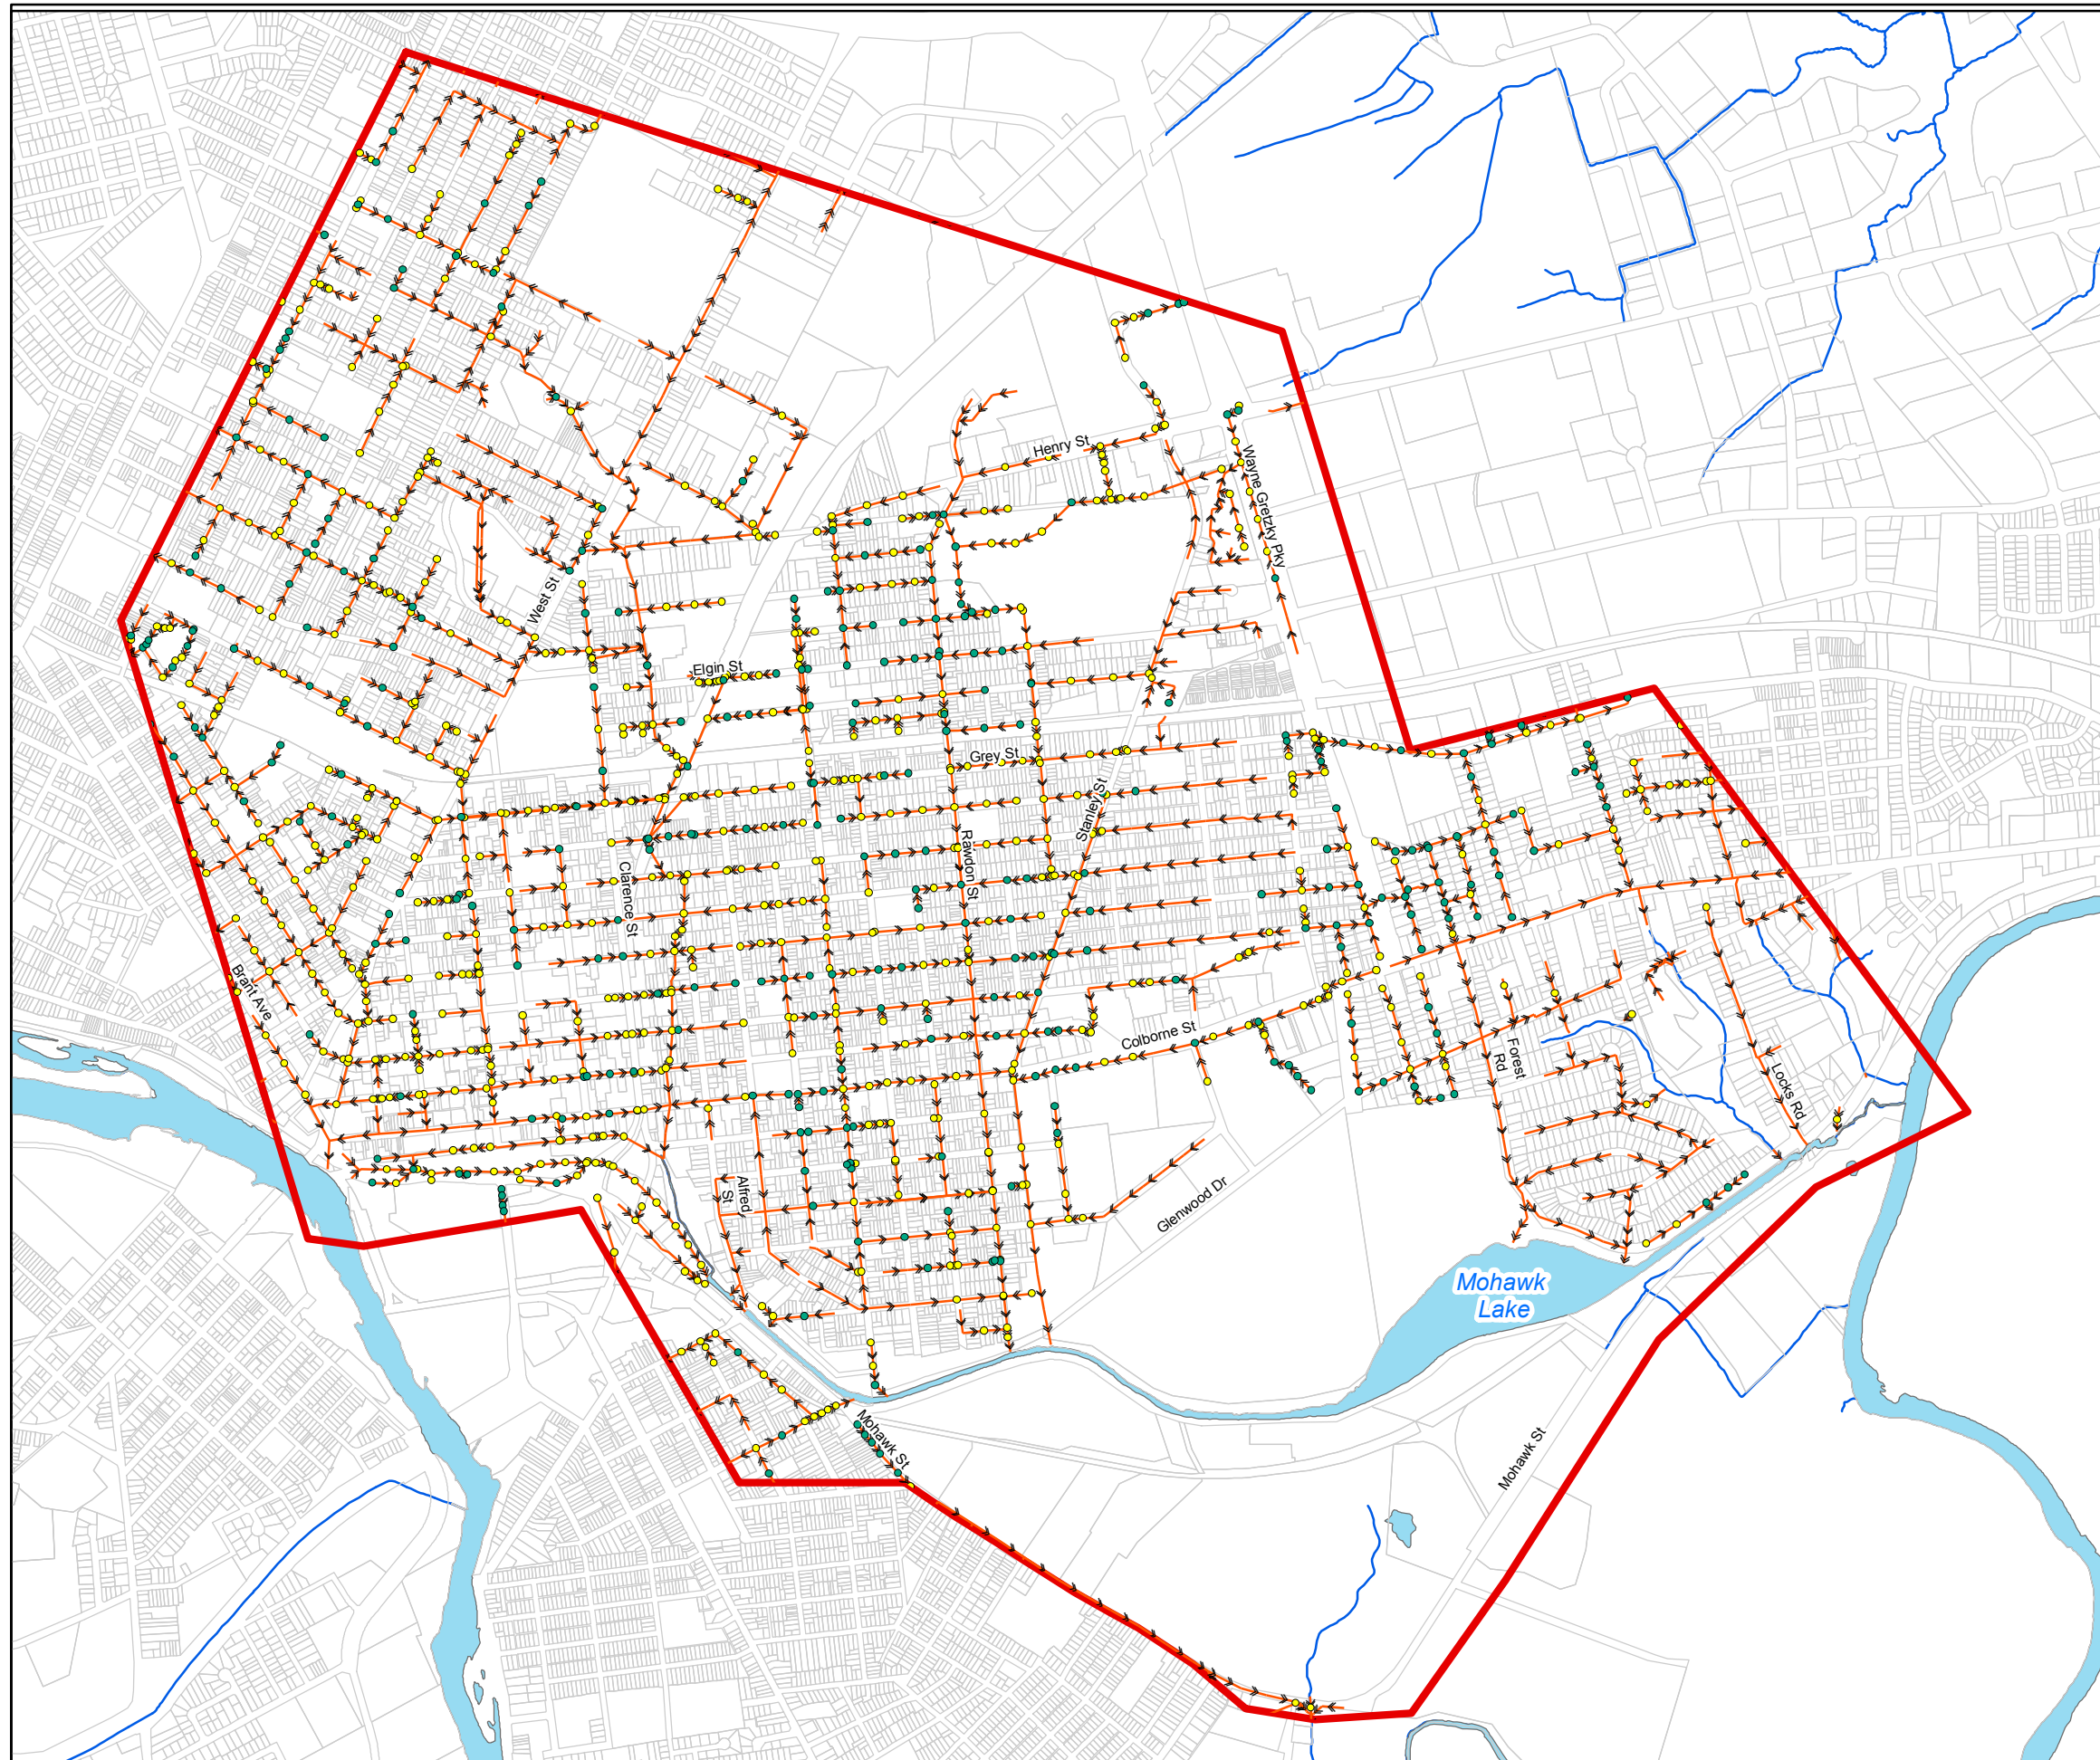 Henry St
Wayne Gretzky Pky
West St
Elgin St
Grey St
Stanley St
Rawdon St
Clarence St
Brant Ave
Colborne St
Forest
Rd
Locks Rd
Alfred
St
Glenwood Dr
Mohawk
Lake
Mohawk St
Mohawk St